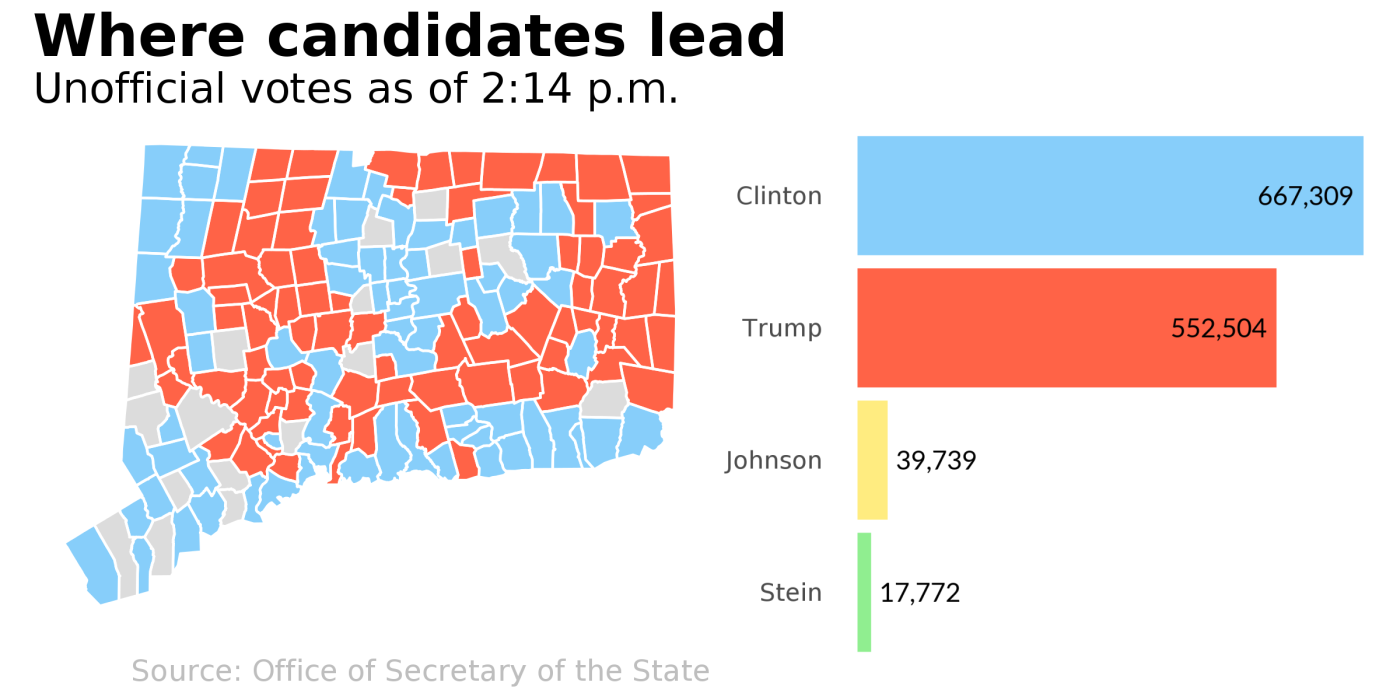 Where candidates lead
Unofficial votes as of 2:14 p.m.
Clinton
667,309
Trump
552,504
Johnson
39,739
Stein
17,772
Source: Office of Secretary of the State